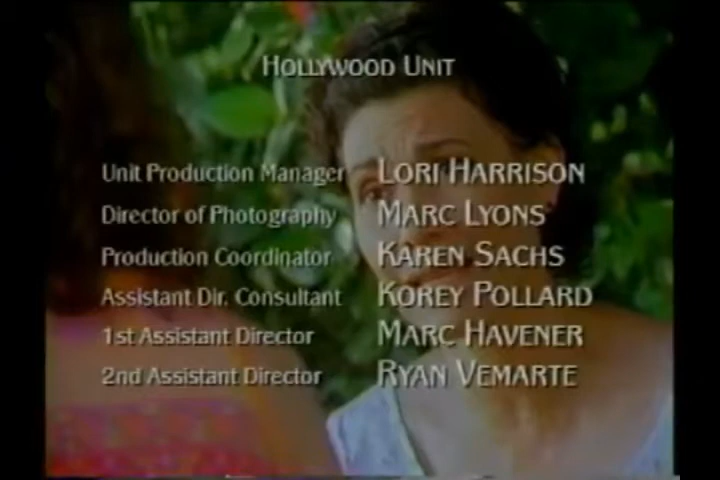 HOLLYWOOD UNIT
Unit Production Manager LORI HARRISON
Director of Photography MARC LYONS
Production Coordinator KAREN SACHS
Assistant Dir. Consultant KOREY POLLARD
1st Assistant Director MARC HAVENER
2nd Assistant Director RYAN VEMARTE